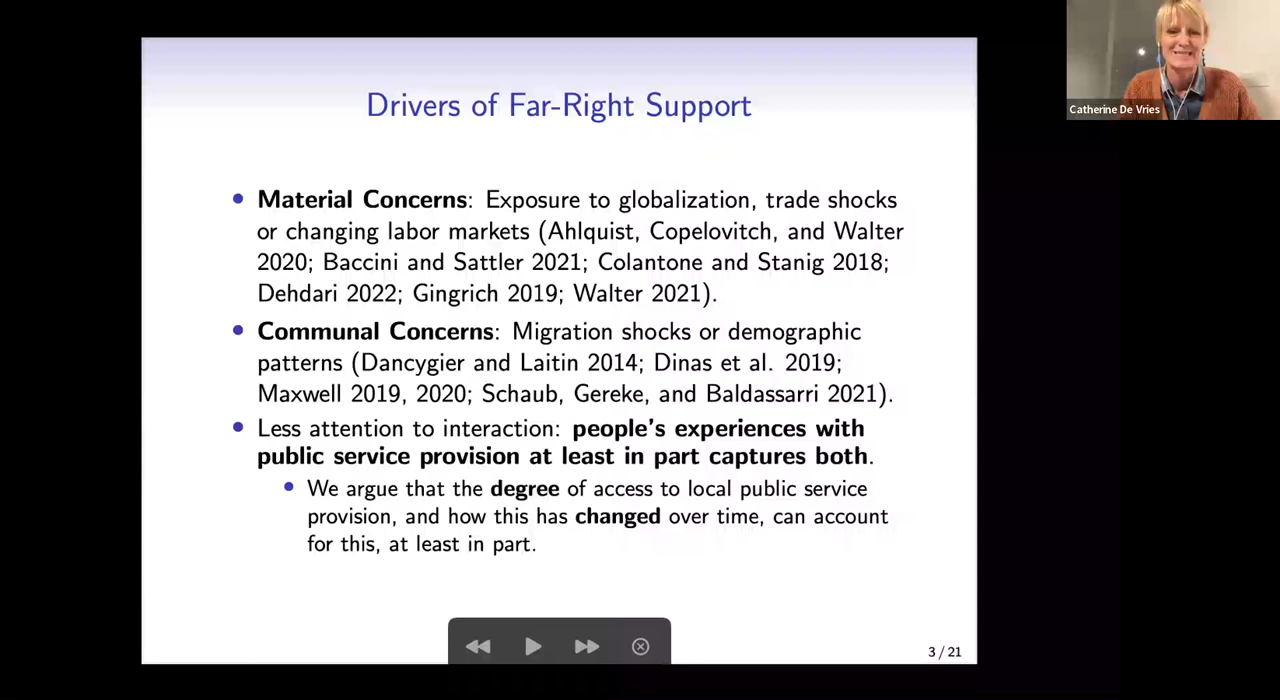 Catherine De Vries
Drivers of Far-Right Support
Material Concerns: Exposure to globalization, trade shocks
or changing labor markets (Ahlquist, Copelovitch, and Walter
2020; Baccini and Sattler 2021; Colantone and Stanig 2018;
Dehdari 2022; Gingrich 2019; Walter 2021).
Communal Concerns: Migration shocks or demographic
patterns (Dancygier and Laitin 2014; Dinas et al. 2019;
Maxwell 2019, 2020; Schaub, Gereke, and Baldassarri 2021).
Less attention to interaction: people's experiences with
public service provision at least in part captures both.
We argue that the degree of access to local public service
provision, and how this has changed over time, can account
for this, at least in part.
3 / 21